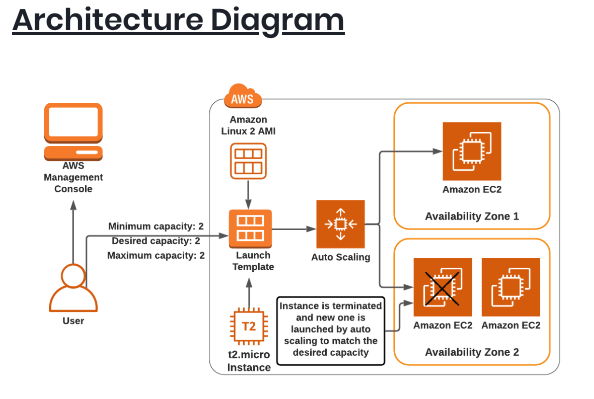 Architecture Diagram
AWS
Amazon
Linux 2 AMI
AWS
Management
Console
Amazon EC2
Availability Zone 1
Minimum capacity: 2
Desired capacity: 2
Maximum capacity: 2
Launch
Template
Auto Scaling
User
T2
t2.micro
Instance
Instance is terminated
and new one is
launched by auto
scaling to match the
desired capacity
Amazon EC2
Amazon EC2
Availability Zone 2